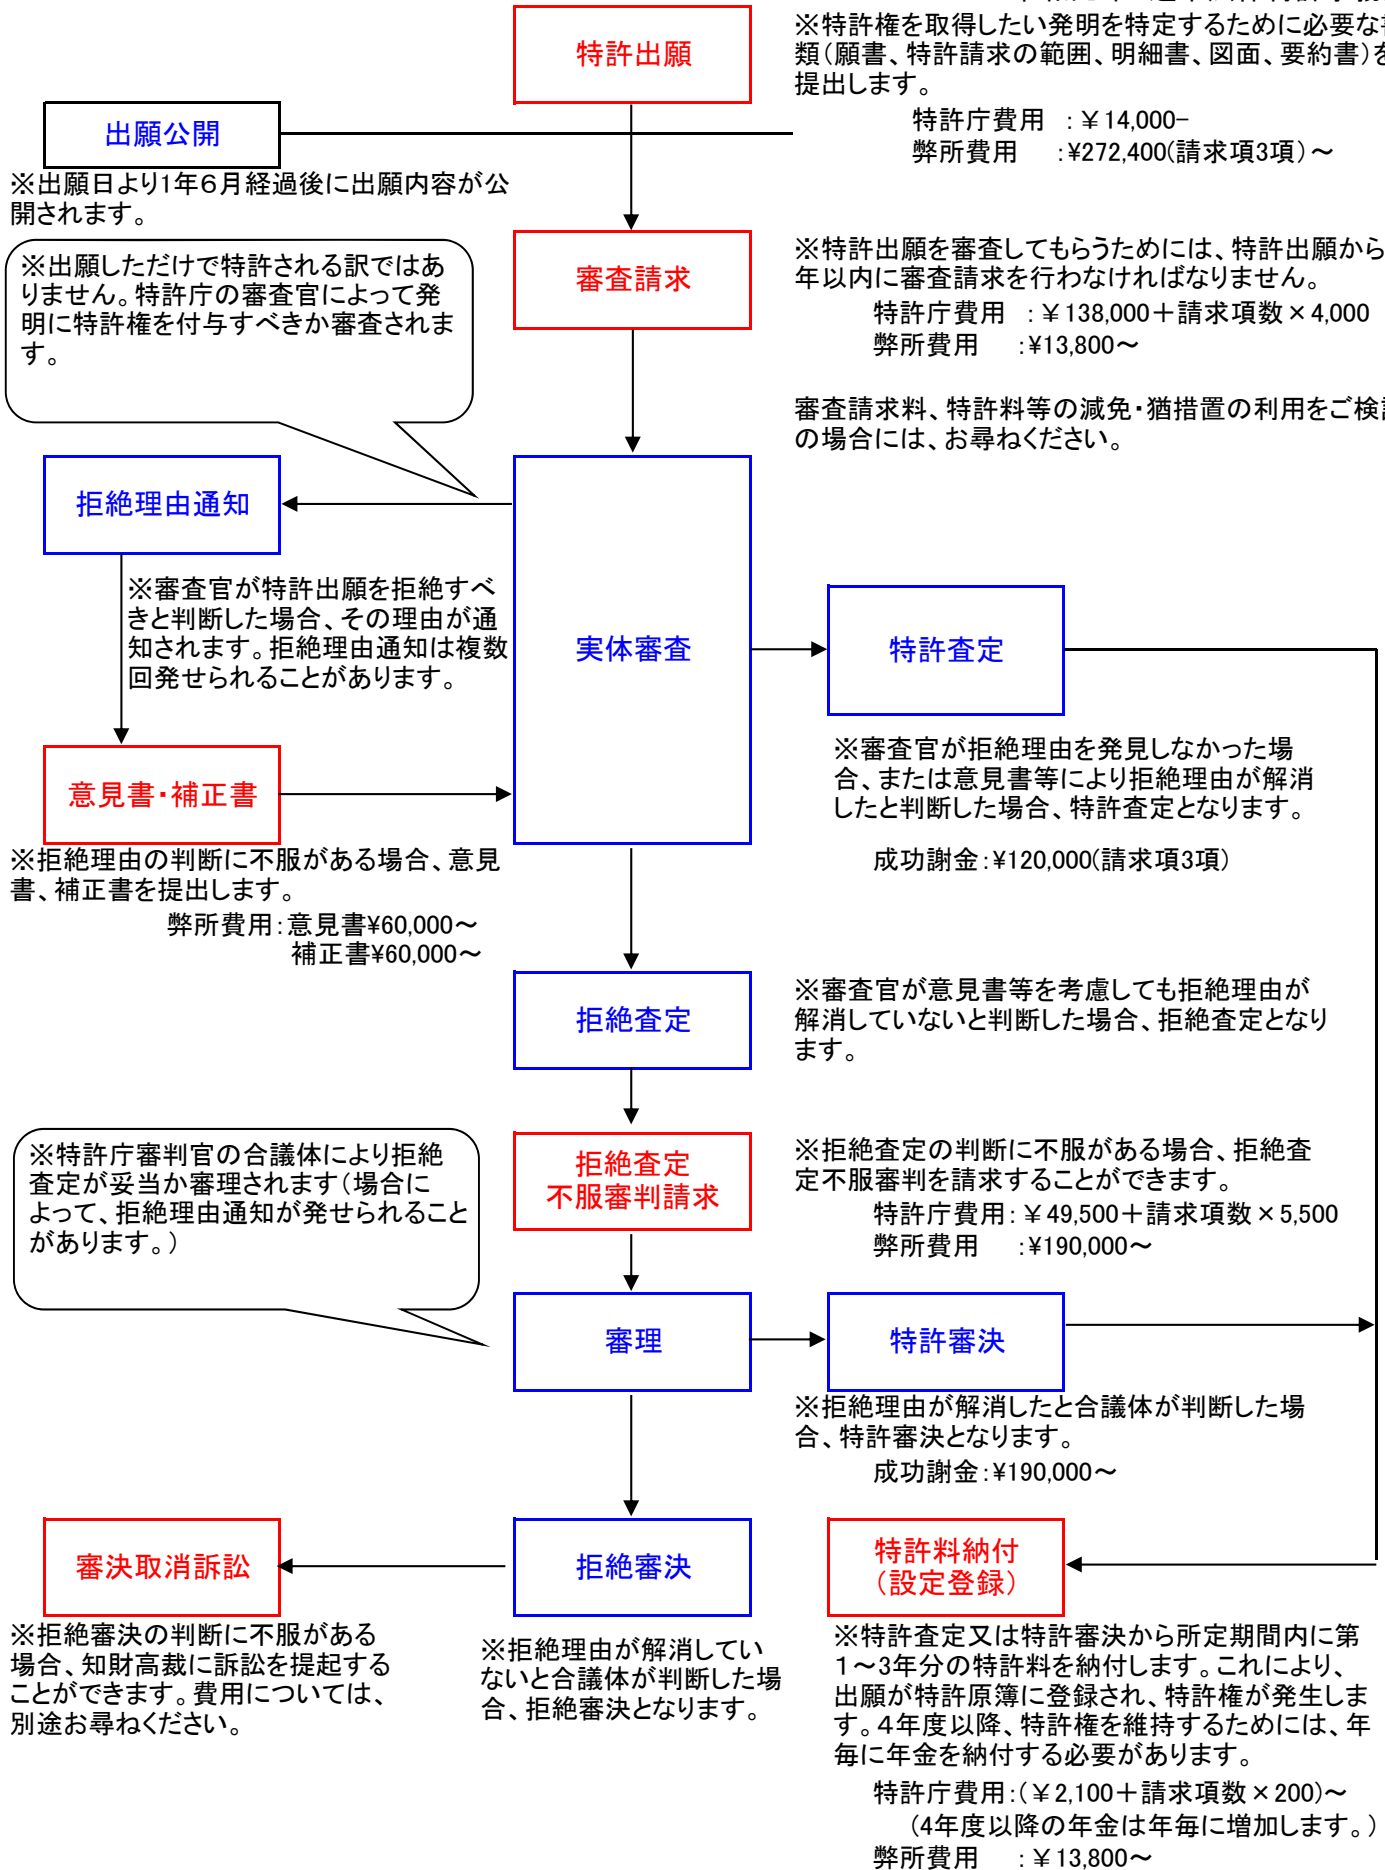 特許出願
※特許権を取得したい発明を特定するために必要な
類(願書、特許請求の範囲、明細書、図面、要約書)を
提出します。
特許庁費用 :￥14,000-
弊所費用 :¥272,400(請求項3項)～
出願公開
※出願日より1年6月経過後に出願内容が公
開されます。
※出願しただけで特許される訳ではあ
りません。特許庁の審査官によって発
明に特許権を付与すべきか審査されま
す。
審査請求
※特許出願を審査してもらうためには、特許出願から
年以内に審査請求を行わなければなりません。
特許庁費用 :￥138,000＋請求項数×4,000
弊所費用 :¥13,800～
審査請求料、特許料等の減免・猶措置の利用をご検
の場合には、お尋ねください。
拒絶理由通知
※審査官が特許出願を拒絶すべ
きと判断した場合、その理由が通
知されます。拒絶理由通知は複数
回発せられることがあります。
実体審査
特許査定
※審査官が拒絶理由を発見しなかった場
合、または意見書等により拒絶理由が解消
したと判断した場合、特許査定となります。
成功謝金:¥120,000(請求項3項)
意見書・補正書
※拒絶理由の判断に不服がある場合、意見
書、補正書を提出します。
弊所費用:意見書¥60,000～
補正書¥60,000～
拒絶査定
※審査官が意見書等を考慮しても拒絶理由が
解消していないと判断した場合、拒絶査定となり
ます。
※特許庁審判官の合議体により拒絶
査定が妥当か審理されます(場合に
よって、拒絶理由通知が発せられること
があります。)
拒絶査定
不服審判請求
※拒絶査定の判断に不服がある場合、拒絶査
定不服審判を請求することができます。
特許庁費用:￥49,500＋請求項数×5,500
弊所費用 :¥190,000～
審理
特許審決
※拒絶理由が解消したと合議体が判断した場
合、特許審決となります。
成功謝金:¥190,000～
審決取消訴訟
※拒絶審決の判断に不服がある
場合、知財高裁に訴訟を提起する
ことができます。費用については、
別途お尋ねください。
拒絶審決
※拒絶理由が解消してい
ないと合議体が判断した場
合、拒絶審決となります。
特許料納付
(設定登録)
※特許査定又は特許審決から所定期間内に第
1～3年分の特許料を納付します。これにより、
出願が特許原簿に登録され、特許権が発生しま
す。4年度以降、特許権を維持するためには、年
毎に年金を納付する必要があります。
特許庁費用:(￥2,100＋請求項数×200)～
(4年度以降の年金は年毎に増加します。)
弊所費用 :￥13,800～